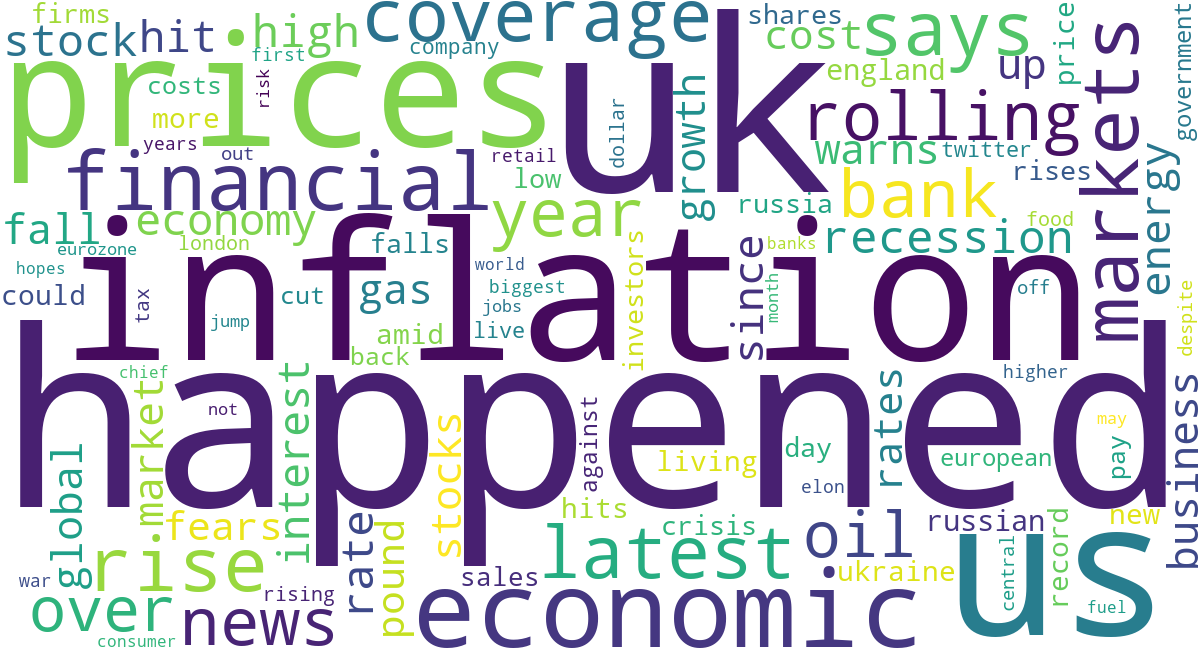 firms
stock
hit
high
first
coverage
company
shares
cost
says
price
government
prices
uk
costs
risk
more
years
out
england
up
markets
rolling
dollar
growth
retail
low
warns
twitter
rises
energy
financial
bank
year
russia
food
fall
economy
eurozone
london
falls
recession
banks
hopes
could
tax
inflation
cut
gas
world
biggest
jobs
live
investors
since
month
off
despite
jump
amid
back
happened
chief
market
not
interest
stocks
against
living
day
elon
rates
higher
european
may
pay
business
global
fears
rate
pound
hits
crisis
latest
oil
russian
new
record
central
us
rise
war
rising
sales
ukraine
over
news
economic
fuel
consumer